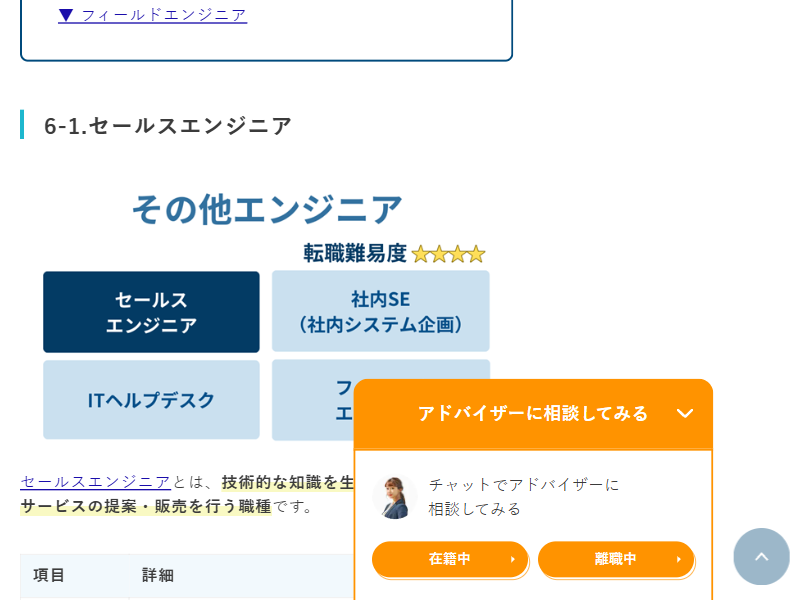 ▼ フィールドエンジニア
6-1.セールスエンジニア
その他エンジニア
転職難易度
セールス
エンジニア
社内SE
（社内システム企画）
ITヘルプデスク
フ
エ
アドバイザーに相談してみる
セールスエンジニアとは、技術的な知識を生
サービスの提案・販売を行う職種です。
チャットでアドバイザーに
相談してみる
在籍中
離職中
項目
詳細